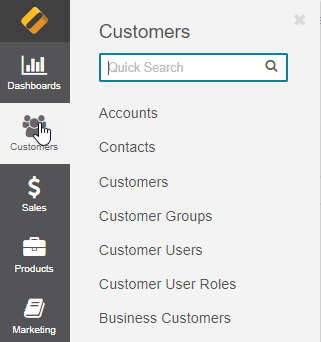 Customers
Quick Search
Accounts
Contacts
Customers
Customer Groups
Customer Users
Customer User Roles
Business Customers
Dashboards
Customers
Sales
Products
Marketing